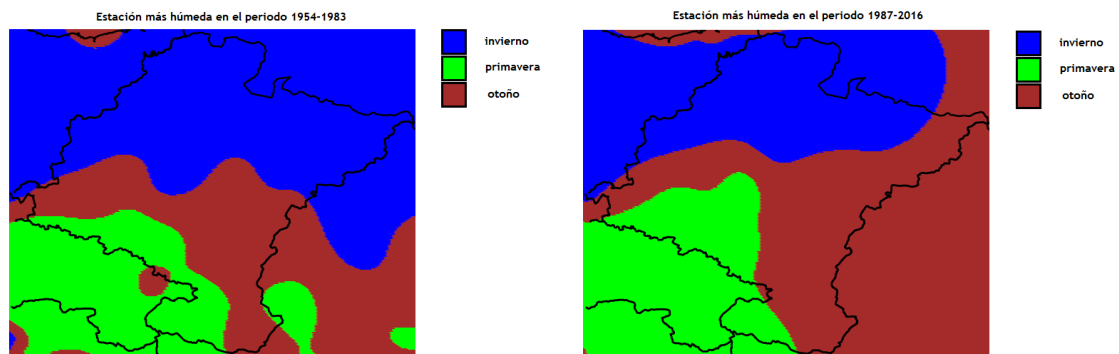 Estación más húmeda en el periodo 1954-1983
invierno
primavera
otoño
Estación más húmeda en el periodo 1987-2016
invierno
primavera
otoño